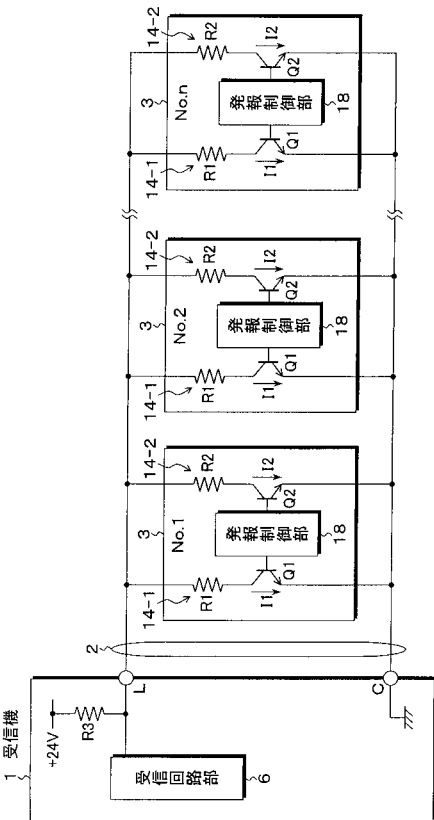 1 受信機
+24V
R3
受信回路部
6
L
C
2
14-1
R1
I1
Q1
3
No.1
発報制御部
18
14-2
R2
I2
Q2
14-1
R1
I1
Q1
3
No.2
発報制御部
18
14-2
R2
I2
Q2
14-1
R1
I1
Q1
3
No.n
発報制御部
18
14-2
R2
I2
Q2